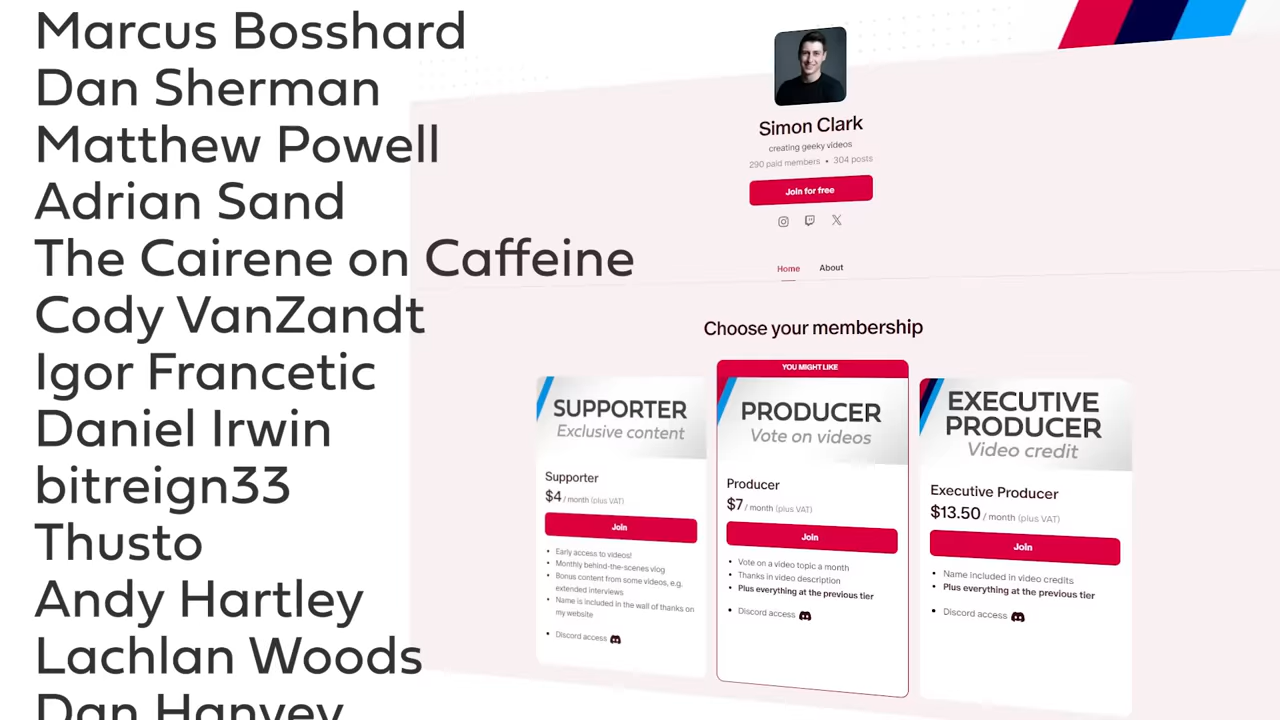 Marcus Bosshard
Dan Sherman
Matthew Powell
Adrian Sand
The Cairene on Caffeine
Cody VanZandt
Igor Francetic
Daniel Irwin
bitreign33
Thusto
Andy Hartley
Lachlan Woods
Dan Hanvey
Simon Clark
creating geeky videos
290 paid members • 304 posts
Join for free
Home About
Choose your membership
SUPPORTER
Exclusive content
Supporter
$4 / month (plus VAT)
Join
• Early access to videos!
• Monthly behind-the-scenes vlog
• Bonus content from some videos, e.g.
extended interviews
• Name is included in the wall of thanks on
my website
• Discord access
YOU MIGHT LIKE
PRODUCER
Vote on videos
Producer
$7 / month (plus VAT)
Join
• Vote on a video topic a month
• Thanks in video description
• Plus everything at the previous tier
• Discord access
EXECUTIVE
PRODUCER
Video credit
Executive Producer
$13.50 / month (plus VAT)
Join
• Name included in video credits
• Plus everything at the previous tier
• Discord access